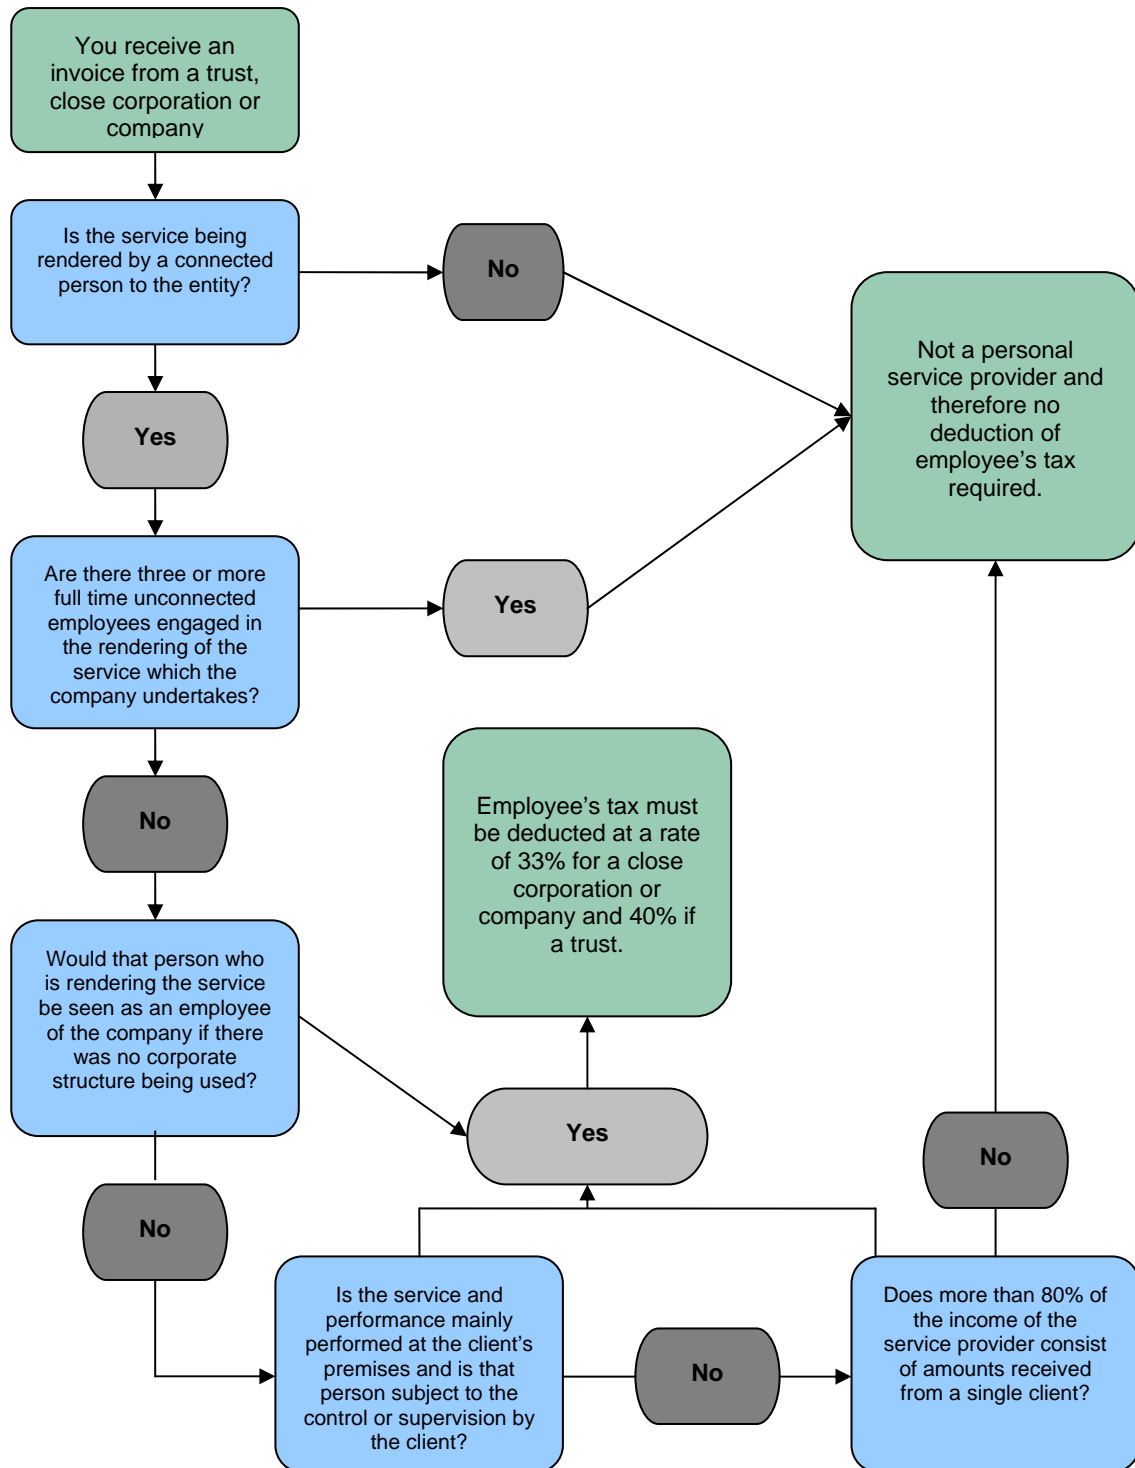 You receive an
invoice from a trust,
close corporation or
company
Is the service being
rendered by a connected
person to the entity?
No
Not a personal
service provider and
therefore no
deduction of
employee's tax
required.
Yes
Are there three or more
full time unconnected
employees engaged in
the rendering of the
service which the
company undertakes?
Yes
No
Employee's tax must
be deducted at a rate
of 33% for a close
corporation or
company and 40% if
a trust.
Would that person who
is rendering the service
be seen as an employee
of the company if there
was no corporate
structure being used?
Yes
No
No
Is the service and
performance mainly
performed at the client's
premises and is that
person subject to the
control or supervision by
the client?
No
Does more than 80% of
the income of the
service provider consist
of amounts received
from a single client?